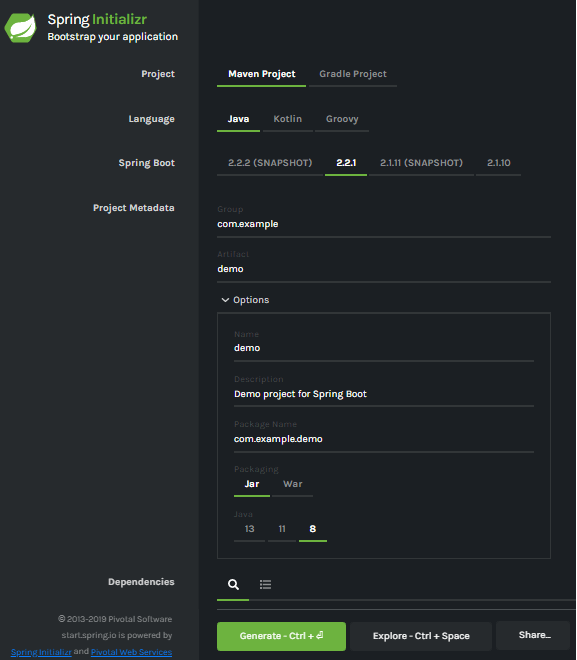 Spring Initializr
Bootstrap your application
Project
Maven Project Gradle Project
Language
Java Kotlin Groovy
Spring Boot
2.2.2 (SNAPSHOT) 2.2.1 2.1.11 (SNAPSHOT) 2.1.10
Project Metadata
Group
com.example
Artifact
demo
Options
Name
demo
Description
Demo project for Spring Boot
Package Name
com.example.demo
Packaging
Jar War
Java
13 11 8
Dependencies
© 2013-2019 Pivotal Software
start.spring.io is powered by
Spring Initializr and Pivotal Web Services
Generate - Ctrl + ⏎ Explore - Ctrl + Space Share...